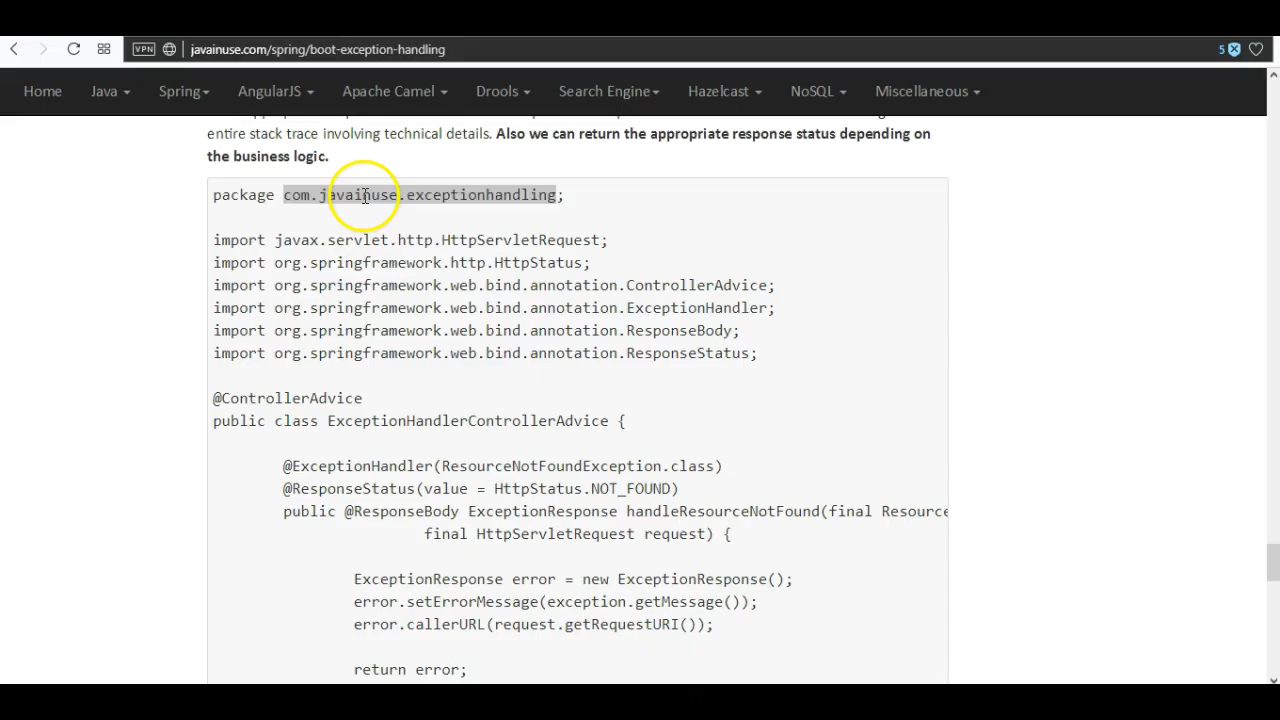 VPN javainuse.com/spring/boot-exception-handling 5
Home Java Spring AngularJS Apache Camel Drools Search Engine Hazelcast NoSQL Miscellaneous
entire stack trace involving technical details. Also we can return the appropriate response status depending on
the business logic.
package com.javainuse.exceptionhandling;
import javax.servlet.http.HttpServletRequest;
import org.springframework.http.HttpStatus;
import org.springframework.web.bind.annotation.ControllerAdvice;
import org.springframework.web.bind.annotation.ExceptionHandler;
import org.springframework.web.bind.annotation.ResponseBody;
import org.springframework.web.bind.annotation.ResponseStatus;
@ControllerAdvice
public class ExceptionHandlerControllerAdvice {
@ExceptionHandler(ResourceNotFoundException.class)
@ResponseStatus(value = HttpStatus.NOT_FOUND)
public @ResponseBody ExceptionResponse handleResourceNotFound(final Resource
final HttpServletRequest request) {
ExceptionResponse error = new ExceptionResponse();
error.setErrorMessage(exception.getMessage());
error.callerURL(request.getRequestURI());
return error;